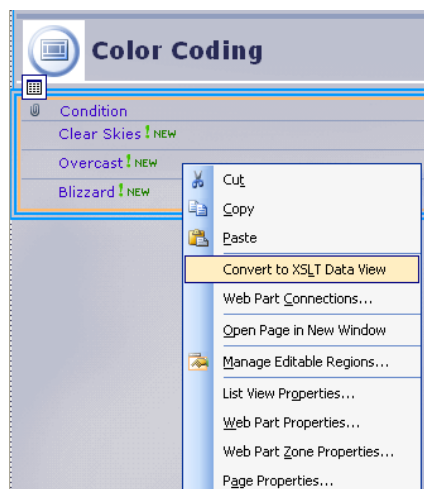 Color Coding
Condition
Clear Skies ! NEW
Overcast ! NEW
Blizzard ! NEW
Cut
Copy
Paste
Convert to XSLT Data View
Web Part Connections...
Open Page in New Window
Manage Editable Regions...
List View Properties...
Web Part Properties...
Web Part Zone Properties...
Page Properties...